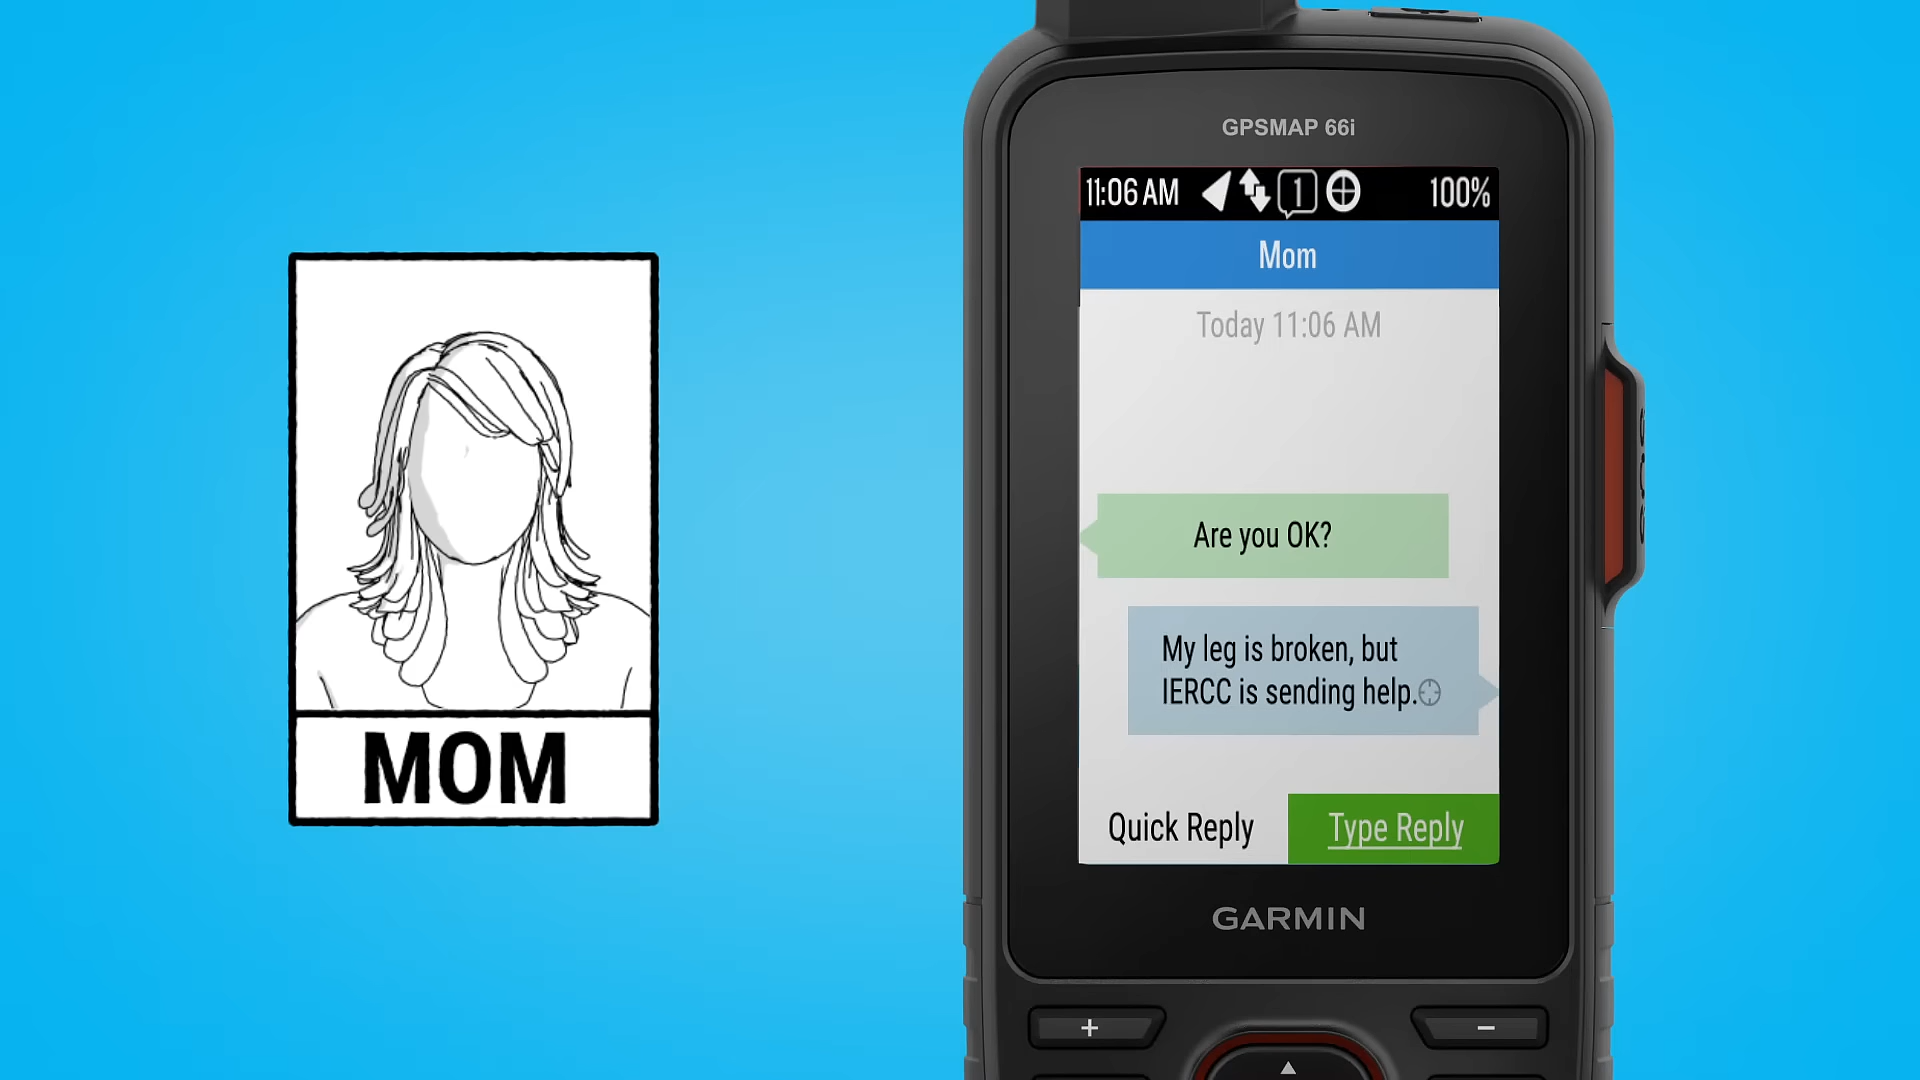 MOM
GPSMAP 66i
11:06 AM 1 100%
Mom
Today 11:06 AM
Are you OK?
My leg is broken, but
IERCC is sending help.
Quick Reply Type Reply
GARMIN
+ −
SOS